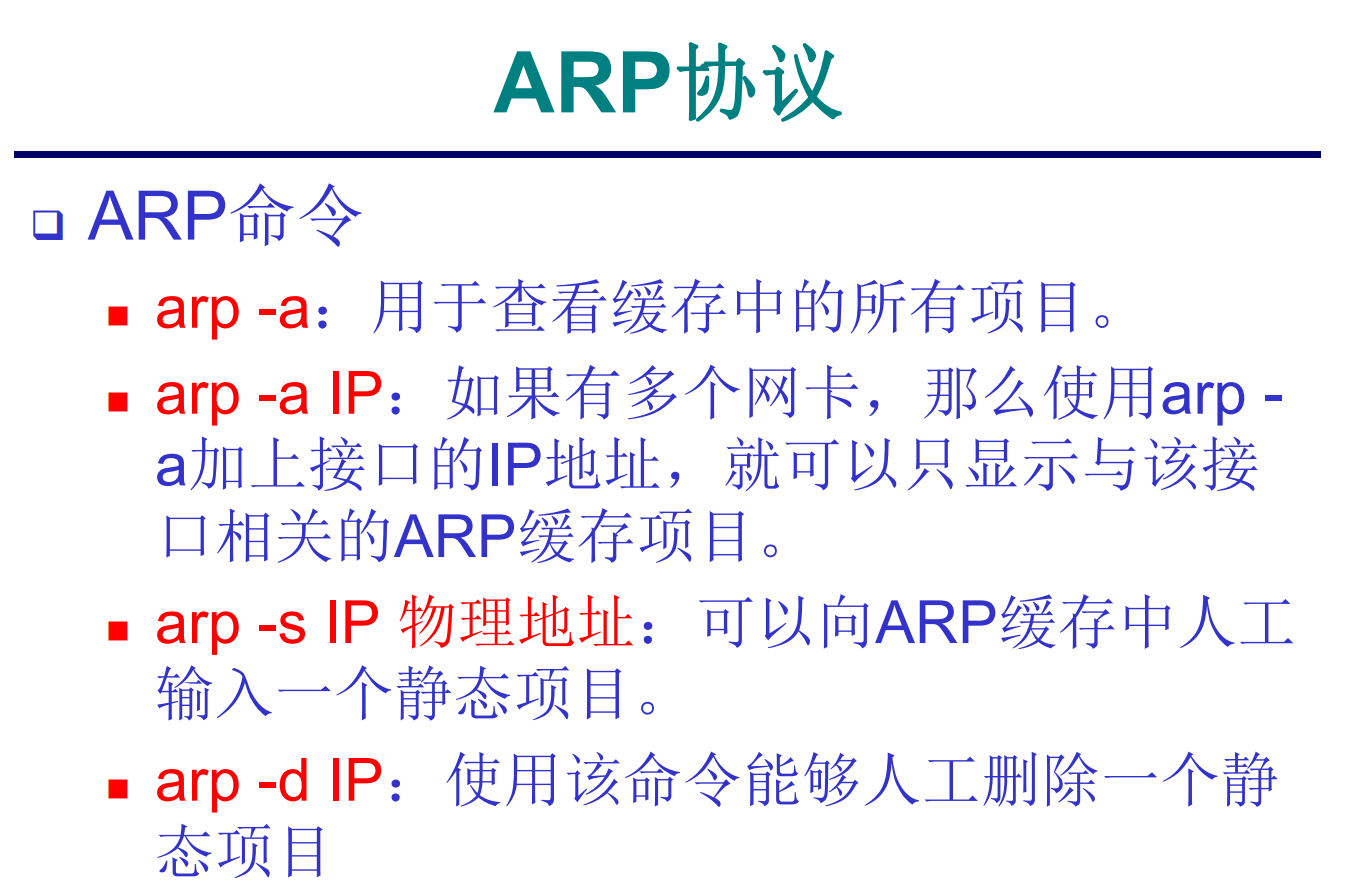 ARP协议
ARP命令
arp -a：用于查看缓存中的所有项目。
arp -a IP：如果有多个网卡，那么使用arp -
a加上接口的IP地址，就可以只显示与该接
口相关的ARP缓存项目。
arp -s IP 物理地址：可以向ARP缓存中人工
输入一个静态项目。
arp -d IP：使用该命令能够人工删除一个静
态项目